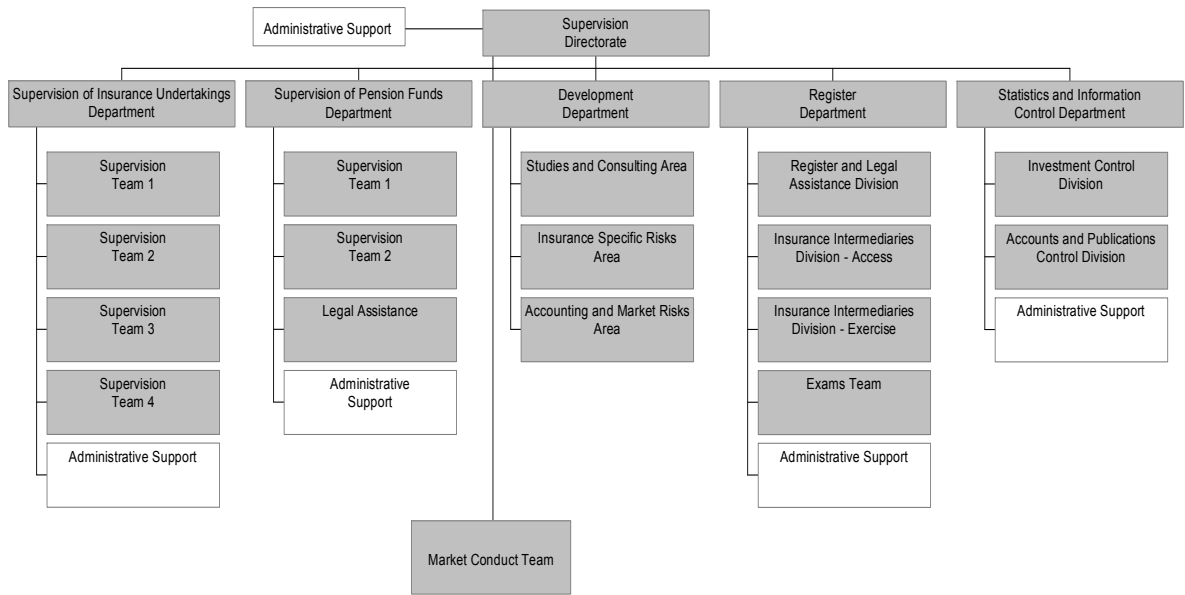 Administrative Support
Supervision
Directorate
Supervision of Insurance Undertakings
Department
Supervision of Pension Funds
Department
Development
Department
Register
Department
Statistics and Information
Control Department
Supervision
Team 1
Supervision
Team 2
Supervision
Team 3
Supervision
Team 4
Administrative Support
Supervision
Team 1
Supervision
Team 2
Legal Assistance
Administrative
Support
Studies and Consulting Area
Insurance Specific Risks
Area
Accounting and Market Risks
Area
Register and Legal
Assistance Division
Insurance Intermediaries
Division - Access
Insurance Intermediaries
Division - Exercise
Exams Team
Administrative Support
Investment Control
Division
Accounts and Publications
Control Division
Administrative Support
Market Conduct Team